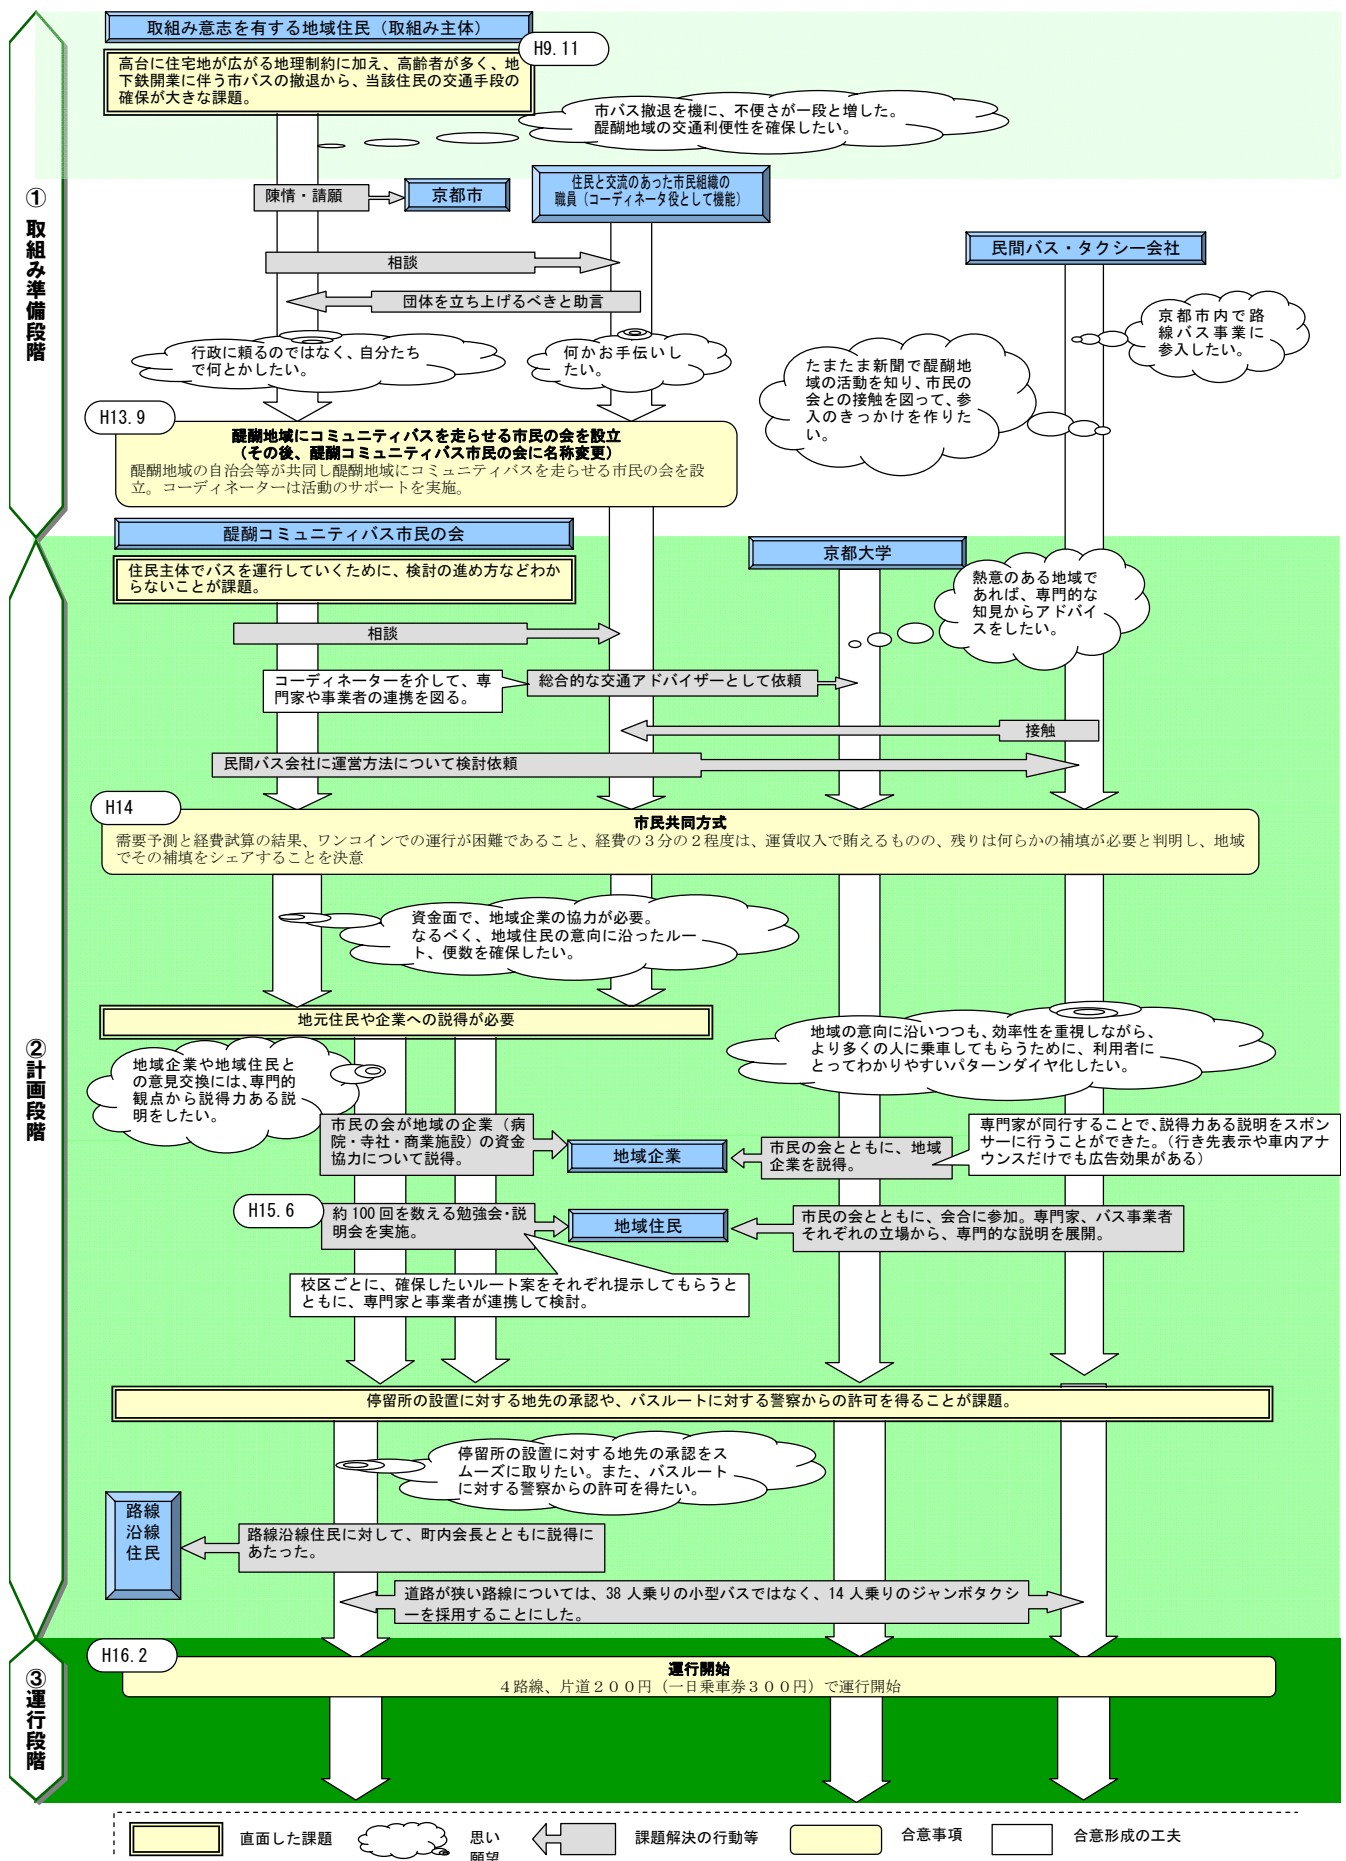 取組み意志を有する地域住民（取組み主体）
H9.11
高台に住宅地が広がる地理制約に加え、高齢者が多く、地
下鉄開業に伴う市バスの撤退から、当該住民の交通手段の
確保が大きな課題。
市バス撤退を機に、不便さが一段と増した。
醍醐地域の交通利便性を確保したい。
①取組み準備段階
陳情・請願
京都市
住民と交流のあった市民組織の
職員（コーディネータ役として機能）
民間バス・タクシー会社
相談
団体を立ち上げるべきと助言
京都市内で路
線バス事業に
参入したい。
行政に頼るのではなく、自分たち
で何とかしたい。
何かお手伝いし
たい。
たまたま新聞で醍醐地
域の活動を知り、市民の
会との接触を図って、参
入のきっかけを作りた
い。
H13.9
醍醐地域にコミュニティバスを走らせる市民の会を設立
（その後、醍醐コミュニティバス市民の会に名称変更）
醍醐地域の自治会等が共同し醍醐地域にコミュニティバスを走らせる市民の会を設
立。コーディネーターは活動のサポートを実施。
②計画段階
醍醐コミュニティバス市民の会
住民主体でバスを運行していくために、検討の進め方などわか
らないことが課題。
京都大学
熱意のある地域で
あれば、専門的な
知見からアドバイ
スをしたい。
相談
コーディネーターを介して、専
門家や事業者の連携を図る。
総合的な交通アドバイザーとして依頼
接触
民間バス会社に運営方法について検討依頼
H14
市民共同方式
需要予測と経費試算の結果、ワンコインでの運行が困難であること、経費の３分の２程度は、運賃収入で賄えるものの、残りは何らかの補填が必要と判明し、地域
でその補填をシェアすることを決意
資金面で、地域企業の協力が必要。
なるべく、地域住民の意向に沿ったルー
ト、便数を確保したい。
地元住民や企業への説得が必要
地域の意向に沿いつつも、効率性を重視しながら、
より多くの人に乗車してもらうために、利用者に
とってわかりやすいパターンダイヤ化したい。
地域企業や地域住民と
の意見交換には、専門的
観点から説得力ある説
明をしたい。
市民の会が地域の企業（病
院・寺社・商業施設）の資金
協力について説得。
地域企業
市民の会とともに、地域
企業を説得。
専門家が同行することで、説得力ある説明をスポン
サーに行うことができた。（行き先表示や車内アナ
ウンスだけでも広告効果がある）
H15.6
約 100 回を数える勉強会・説
明会を実施。
地域住民
市民の会とともに、会合に参加。専門家、バス事業者
それぞれの立場から、専門的な説明を展開。
校区ごとに、確保したいルート案をそれぞれ提示してもらうと
ともに、専門家と事業者が連携して検討。
停留所の設置に対する地先の承認や、バスルートに対する警察からの許可を得ることが課題。
停留所の設置に対する地先の承認をス
ムーズに取りたい。また、バスルート
に対する警察からの許可を得たい。
路線
沿線
住民
路線沿線住民に対して、町内会長とともに説得に
あたった。
道路が狭い路線については、38 人乗りの小型バスではなく、14 人乗りのジャンボタクシ
ーを採用することにした。
③運行段階
H16.2
運行開始
４路線、片道２００円（一日乗車券３００円）で運行開始
直面した課題
思い
願望
課題解決の行動等
合意事項
合意形成の工夫